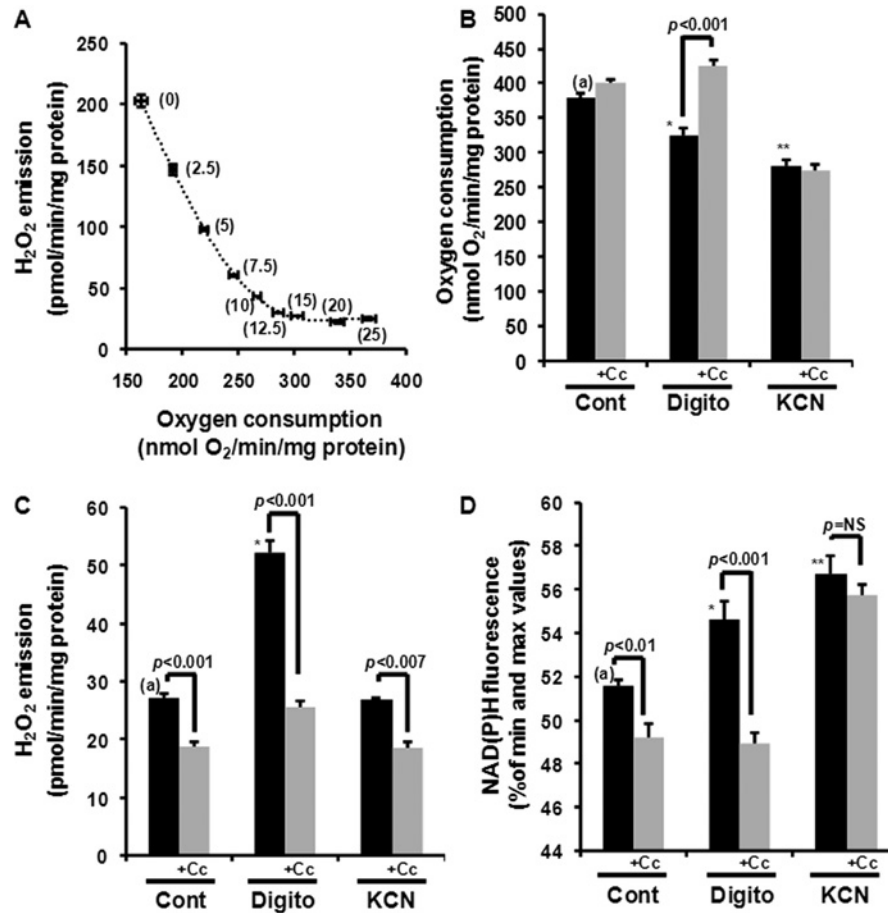 A
H2O2 emission
(pmol/min/mg protein)
250
200
150
100
50
0
(0)
(2.5)
(5)
(7.5)
(10)
(12.5)
(15)
(20)
(25)
150 200 250 300 350 400
Oxygen consumption
(nmol O2/min/mg protein)
B
Oxygen consumption
(nmol O2/min/mg protein)
500
450
400
350
300
250
200
150
100
50
0
(a)
*
p<0.001
**
+Cc +Cc +Cc
Cont Digito KCN
C
H2O2 emission
(pmol/min/mg protein)
60
50
40
30
20
10
0
(a)
p<0.001
*
p<0.001
p<0.007
+Cc +Cc +Cc
Cont Digito KCN
D
NAD(P)H fluorescence
(%of min and max values)
58
56
54
52
50
48
46
44
(a)
p<0.01
*
p<0.001
**
p=NS
+Cc +Cc +Cc
Cont Digito KCN